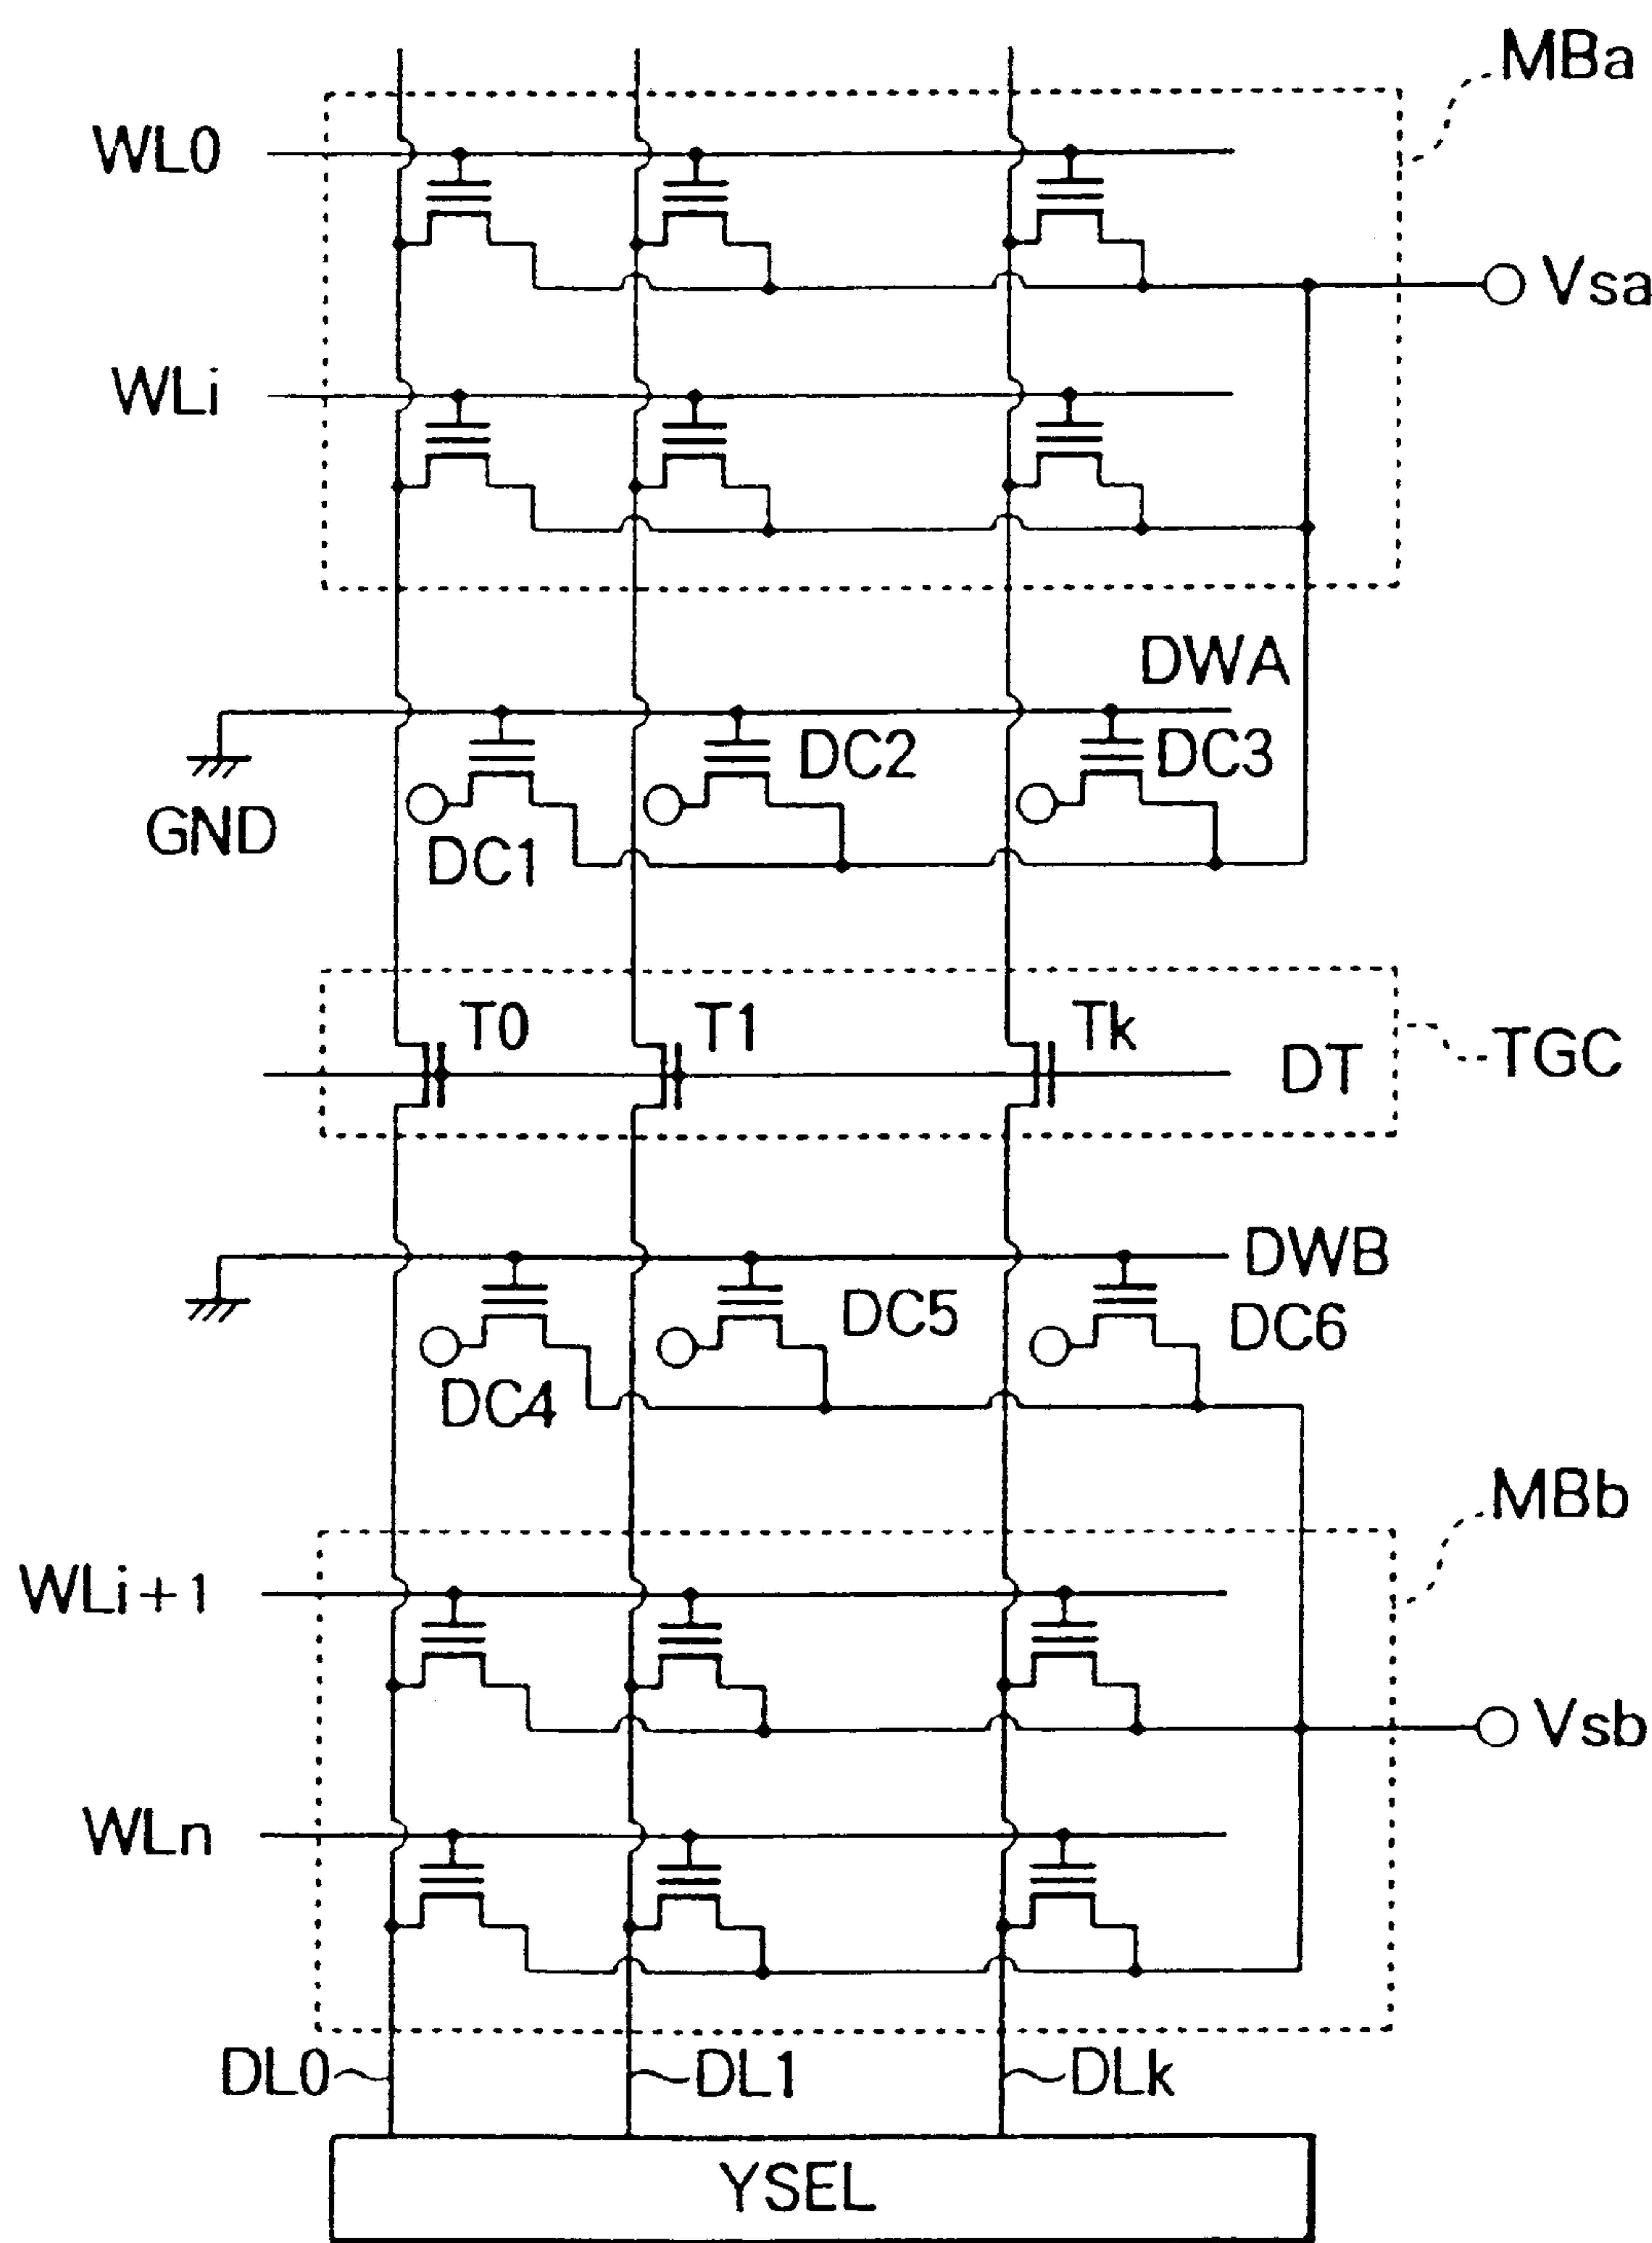 MBa
WL0
Vsa
WLi
DWA
DC2
DC3
GND
DC1
T0
T1
Tk
DT
TGC
DWB
DC5
DC6
DC4
MBb
WLi+1
Vsb
WLn
DL0
DL1
DLk
YSEL